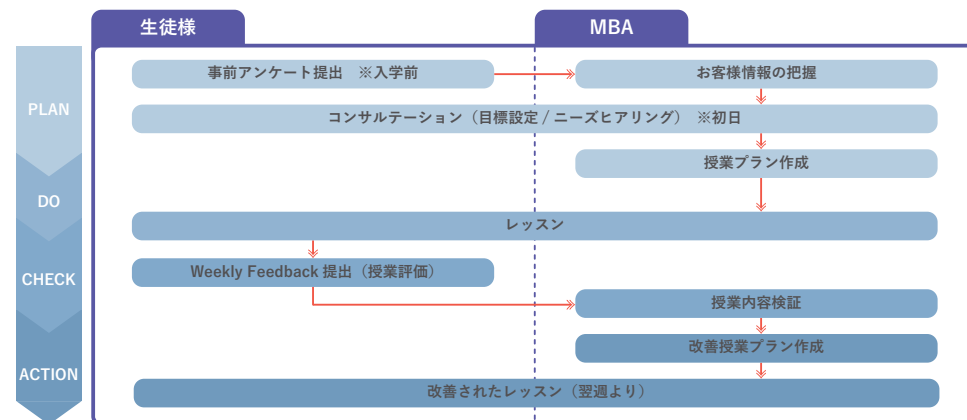 生徒様
MBA
PLAN
事前アンケート提出　※入学前
お客様情報の把握
コンサルテーション（目標設定 / ニーズヒアリング）　※初日
授業プラン作成
DO
レッスン
CHECK
Weekly Feedback 提出（授業評価）
授業内容検証
改善授業プラン作成
ACTION
改善されたレッスン（翌週より）